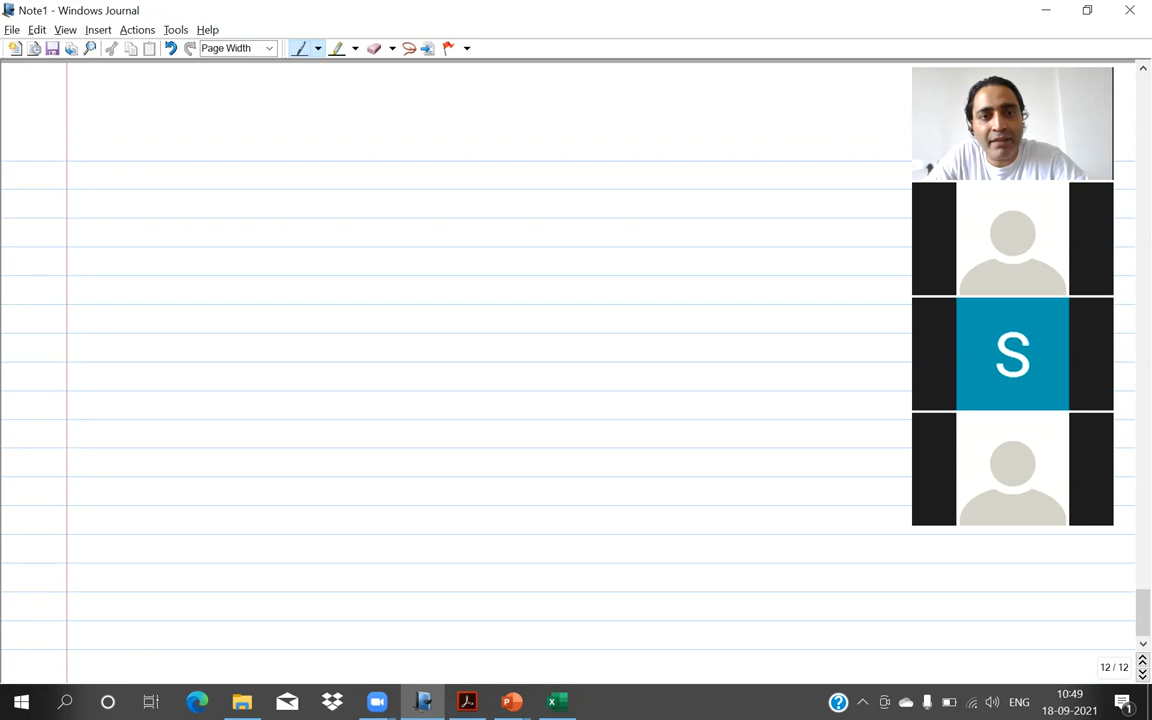 Note1 - Windows Journal
File Edit View Insert Actions Tools Help
Page Width
S
12 / 12
ENG
10:49
18-09-2021
1